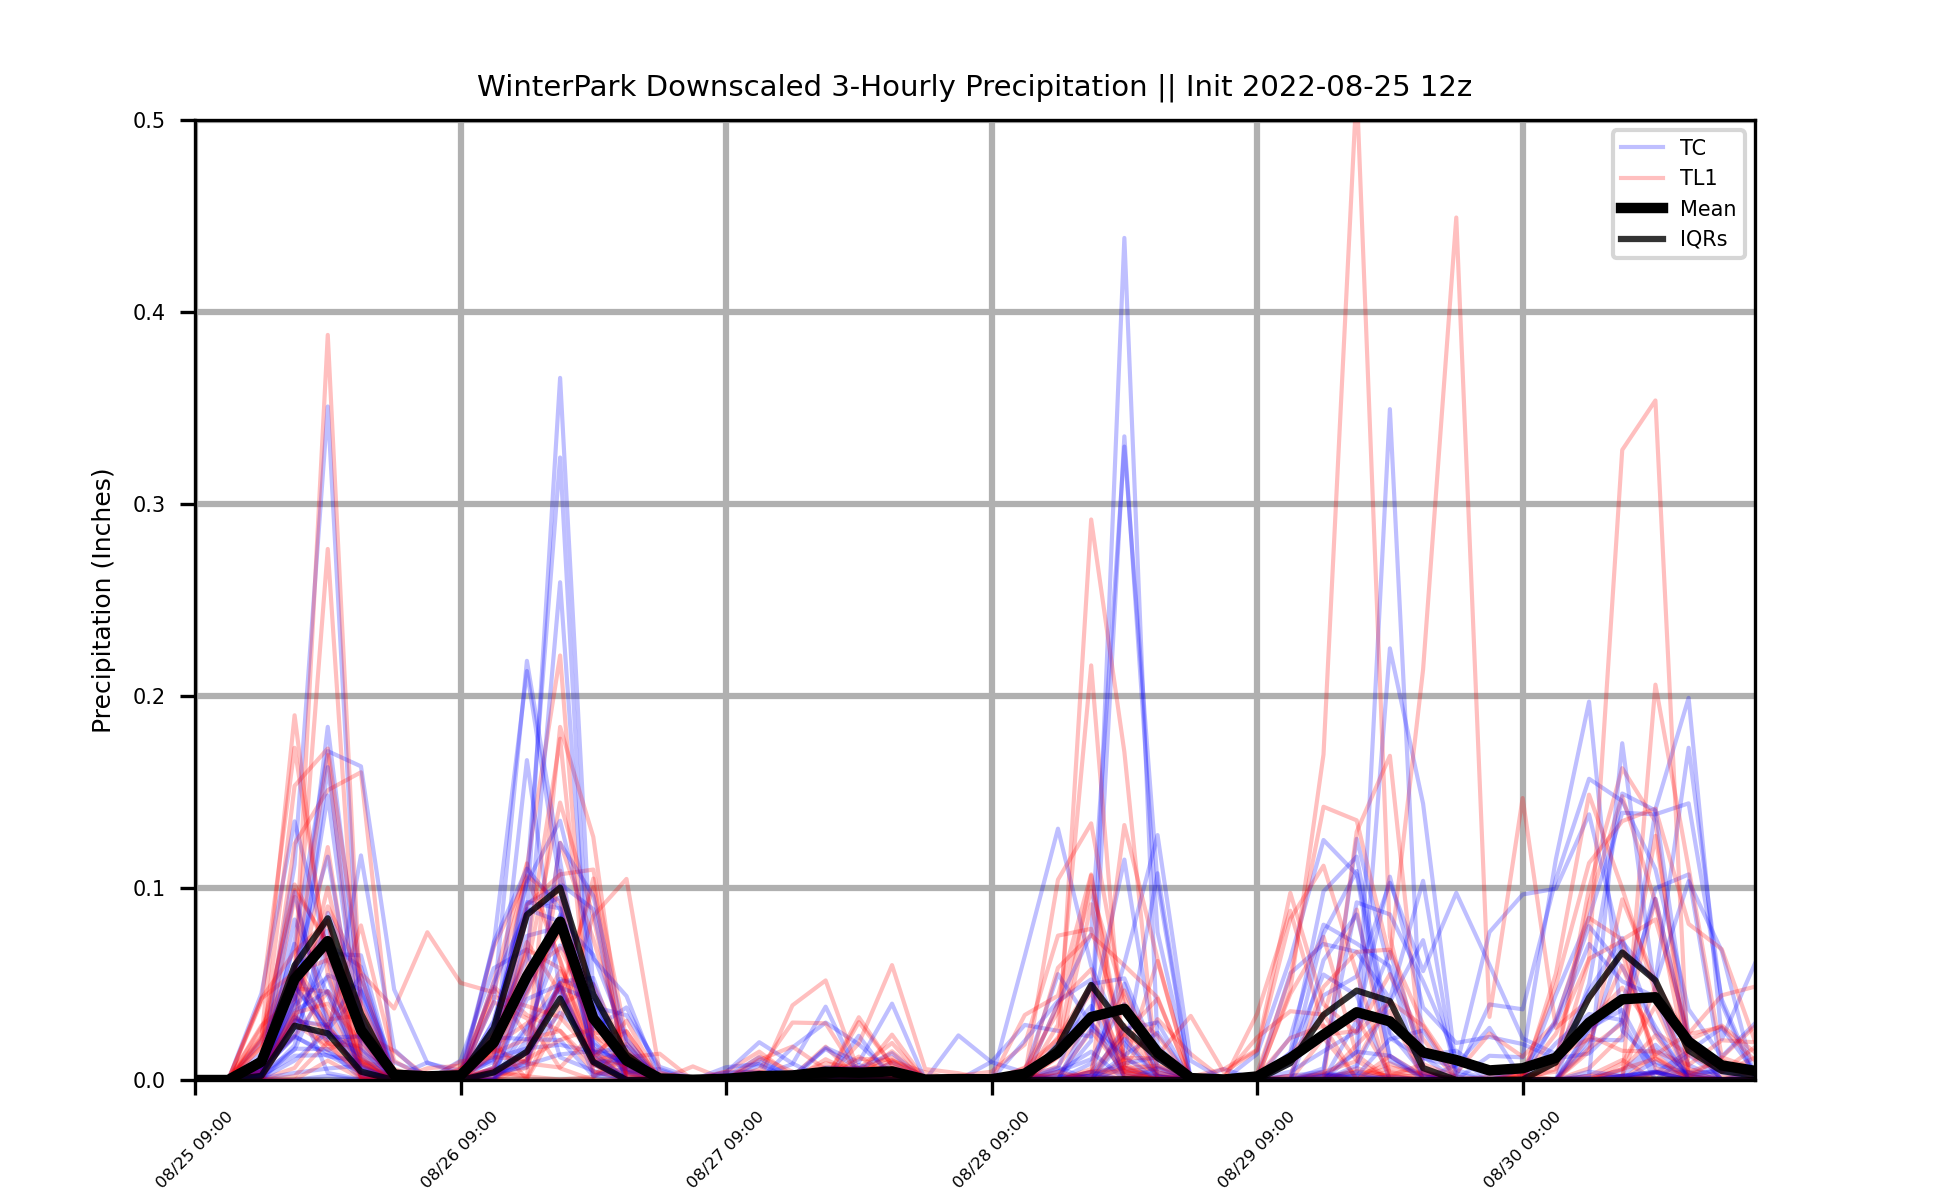 WinterPark Downscaled 3-Hourly Precipitation || Init 2022-08-25 12z
Precipitation (Inches)
0.5
0.4
0.3
0.2
0.1
0.0
TC
TL1
Mean
IQRs
08/25 09:00
08/26 09:00
08/27 09:00
08/28 09:00
08/29 09:00
08/30 09:00